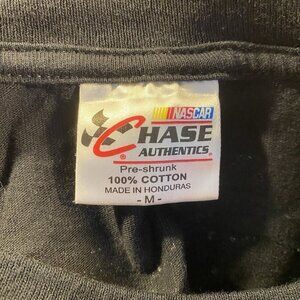 NASCAR
CHASE
AUTHENTICS
Pre-shrunk
100% COTTON
MADE IN HONDURAS
- M -